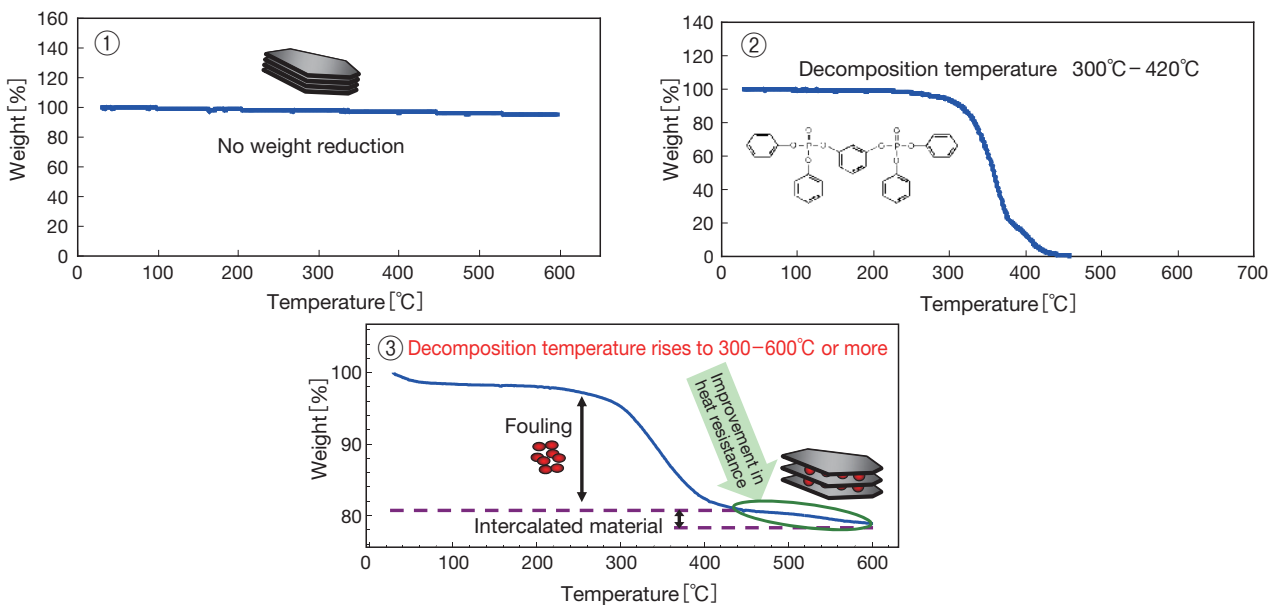 ①
160
140
120
100
80
60
40
20
0
Weight [%]
No weight reduction
0 100 200 300 400 500 600
Temperature [℃]
②
140
120
100
80
60
40
20
0
Weight [%]
Decomposition temperature 300℃−420℃
O O
O P O O P O
O O
0 100 200 300 400 500 600 700
Temperature [℃]
③ Decomposition temperature rises to 300−600℃ or more
100
90
80
Weight [%]
Fouling
Improvement in
heat resistance
Intercalated material
0 100 200 300 400 500 600
Temperature [℃]